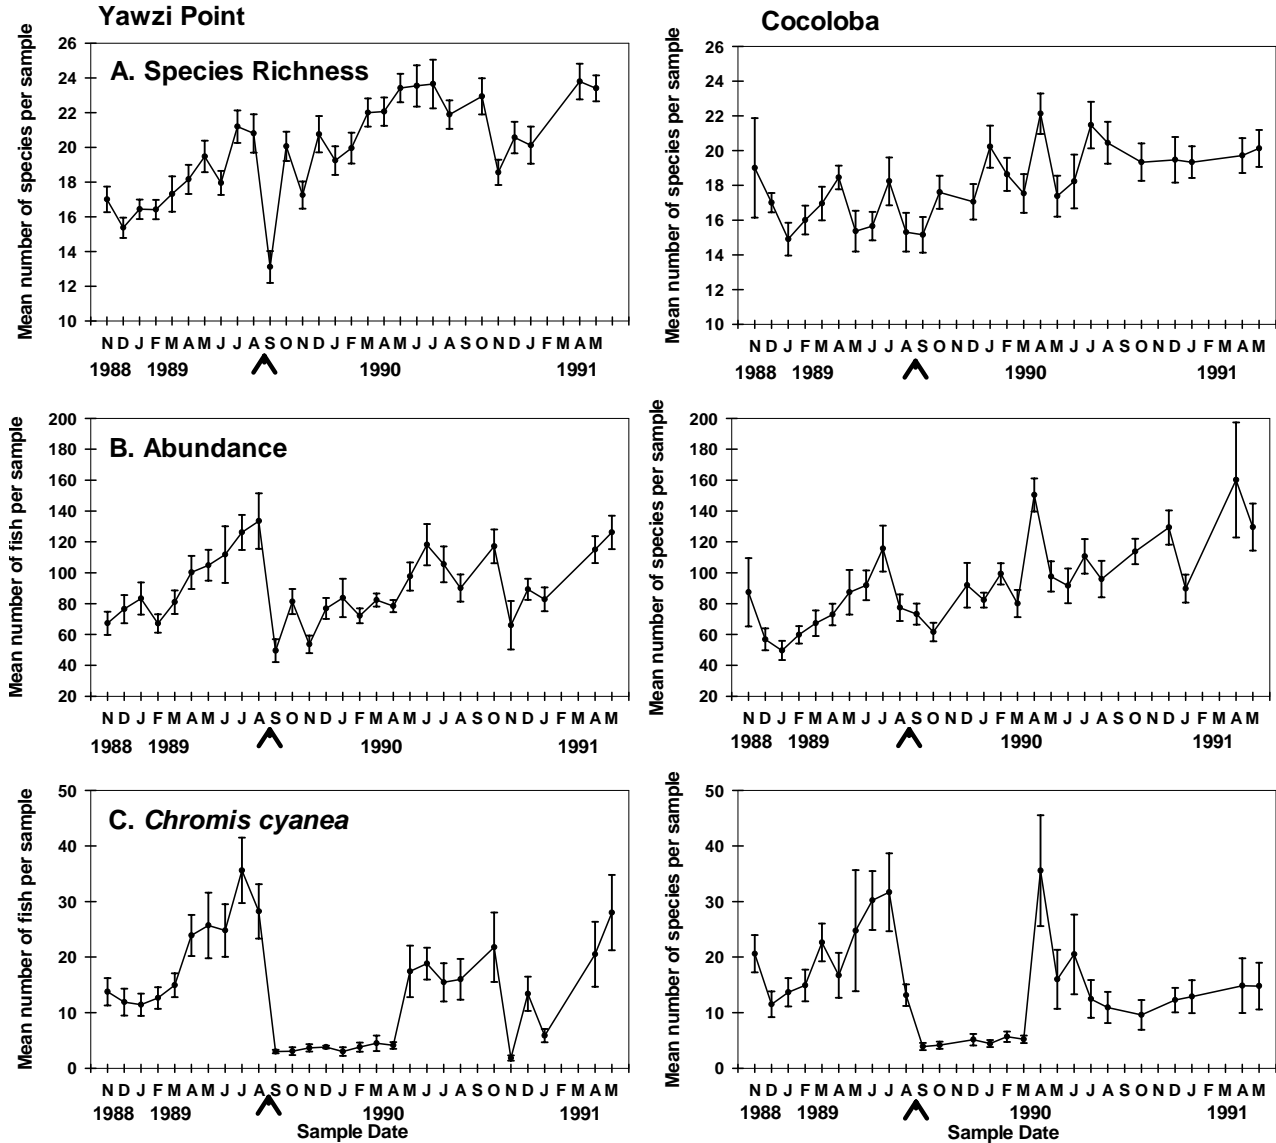 Yawzi Point
Cocoloba
A. Species Richness
Mean number of species per sample
26
24
22
20
18
16
14
12
10
N D J F M A M J J A S O N D J F M A M J J A S O N D J F M A M
1988 1989 1990 1991
Mean number of species per sample
26
24
22
20
18
16
14
12
10
N D J F M A M J J A S O N D J F M A M J J A S O N D J F M A M
1988 1989 1990 1991
B. Abundance
Mean number of fish per sample
200
180
160
140
120
100
80
60
40
20
N D J F M A M J J A S O N D J F M A M J J A S O N D J F M A M
1988 1989 1990 1991
Mean number of species per sample
200
180
160
140
120
100
80
60
40
20
N D J F M A M J J A S O N D J F M A M J J A S O N D J F M A M
1988 1989 1990 1991
C. Chromis cyanea
Mean number of fish per sample
50
40
30
20
10
0
N D J F M A M J J A S O N D J F M A M J J A S O N D J F M A M
1988 1989 1990 1991
Sample Date
Mean number of species per sample
50
40
30
20
10
0
N D J F M A M J J A S O N D J F M A M J J A S O N D J F M A M
1988 1989 1990 1991
Sample Date